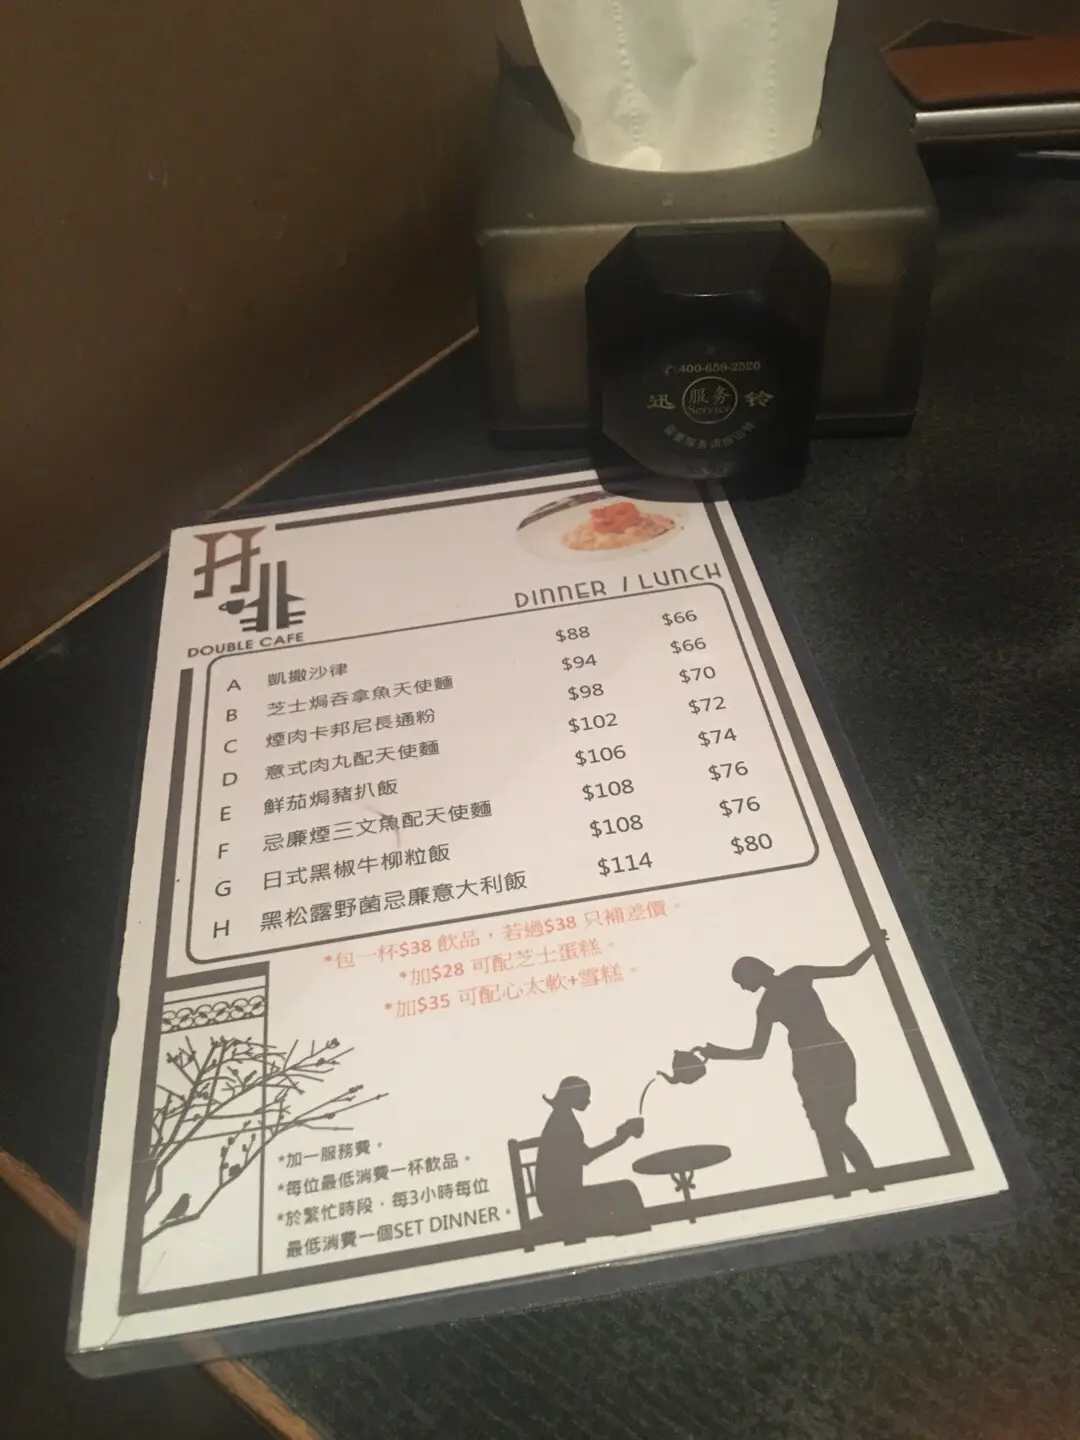 400-659-2520
迅 服务 铃
Service
DOUBLE CAFE
DINNER / LUNCH
A 凱撒沙律 $88 $66
B 芝士焗吞拿魚天使麵 $94 $66
C 煙肉卡邦尼長通粉 $98 $70
D 意式肉丸配天使麵 $102 $72
E 鮮茄焗豬扒飯 $106 $74
F 忌廉煙三文魚配天使麵 $108 $76
G 日式黑椒牛柳粒飯 $108 $76
H 黑松露野菌忌廉意大利飯 $114 $80
*包一杯$38 飲品，若過$38 只補差價。
*加$28 可配芝士蛋糕。
*加$35 可配心太軟+雪糕。
*加一服務費。
*每位最低消費一杯飲品。
*於繁忙時段，每3小時每位
最低消費一個SET DINNER。